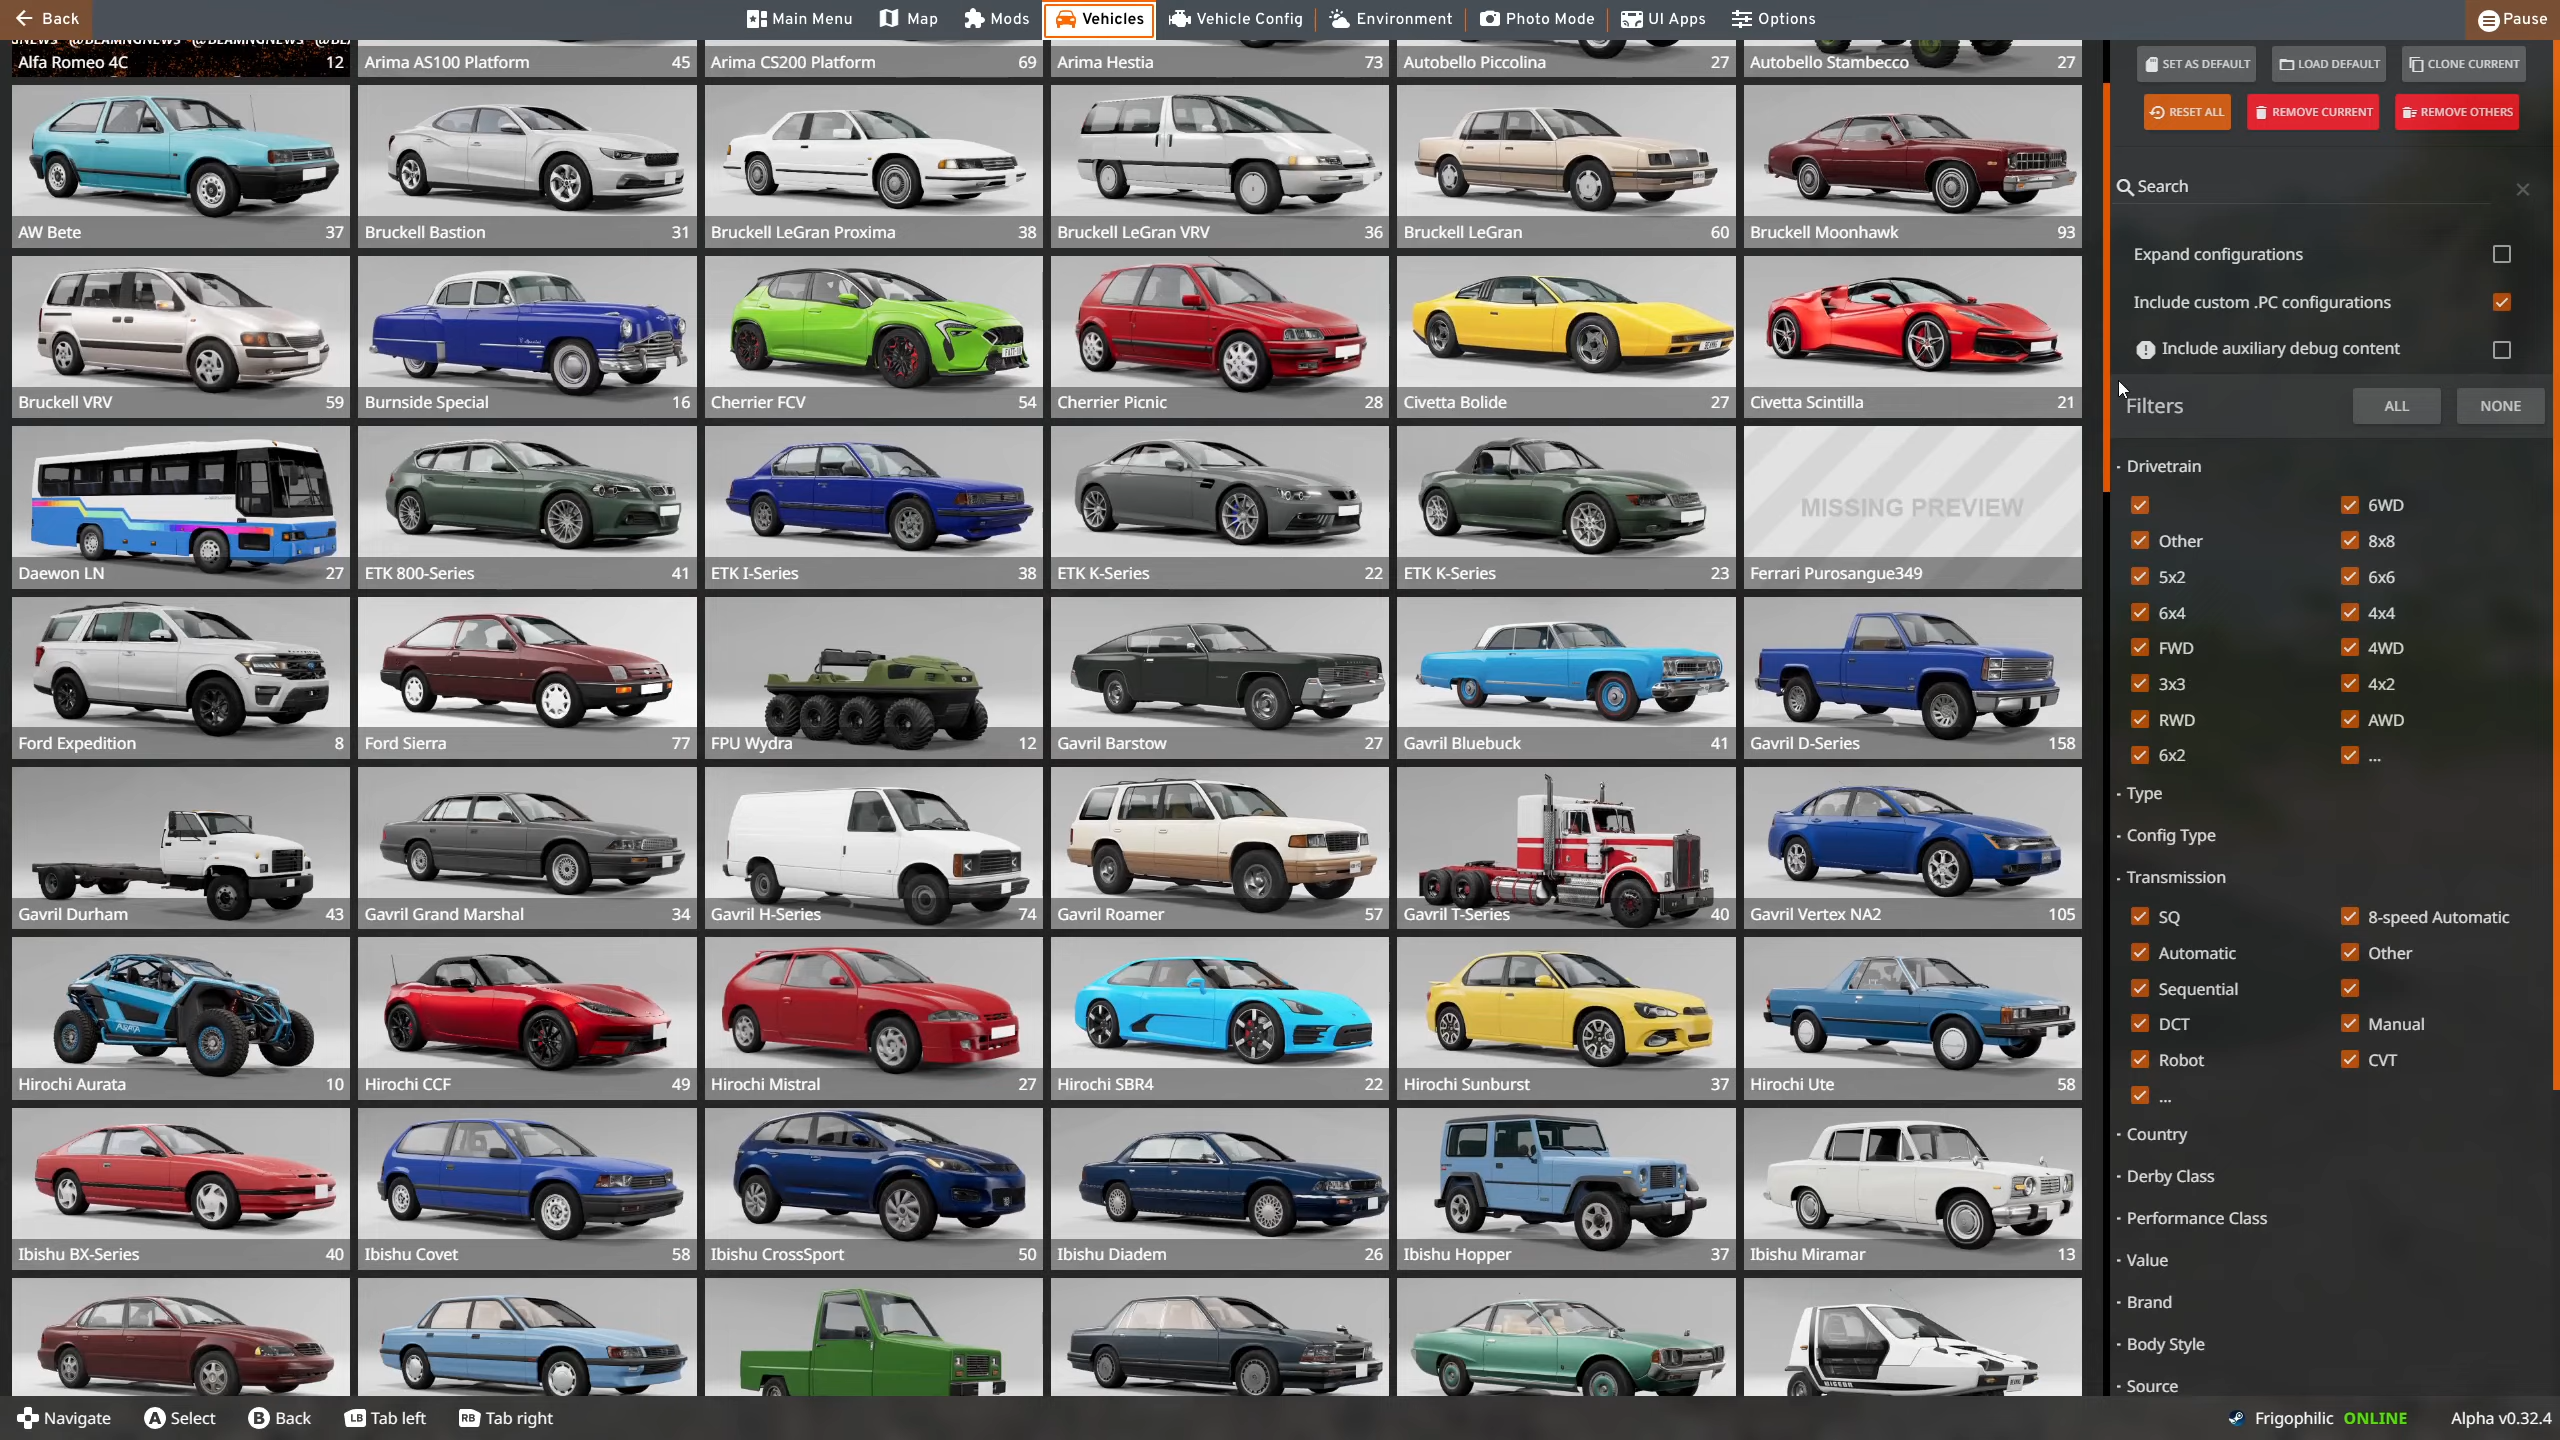 Back
Main Menu
Map
Mods
Vehicles
Vehicle Config
Environment
Photo Mode
UI Apps
Options
Pause
Alfa Romeo 4C 12
Arima AS100 Platform 45
Arima CS200 Platform 69
Arima Hestia 73
Autobello Piccolina 27
Autobello Stambecco 27
AW Bete 37
Bruckell Bastion 31
Bruckell LeGran Proxima 38
Bruckell LeGran VRV 36
Bruckell LeGran 60
Bruckell Moonhawk 93
Bruckell VRV 59
Burnside Special 16
Cherrier FCV 54
Cherrier Picnic 28
Civetta Bolide 27
Civetta Scintilla 21
Daewon LN 27
ETK 800-Series 41
ETK I-Series 38
ETK K-Series 22
ETK K-Series 23
MISSING PREVIEW
Ferrari Purosangue349
Ford Expedition 8
Ford Sierra 77
FPU Wydra 12
Gavril Barstow 27
Gavril Bluebuck 41
Gavril D-Series 158
Gavril Durham 43
Gavril Grand Marshal 34
Gavril H-Series 74
Gavril Roamer 57
Gavril T-Series 40
Gavril Vertex NA2 105
Hirochi Aurata 10
Hirochi CCF 49
Hirochi Mistral 27
Hirochi SBR4 22
Hirochi Sunburst 37
Hirochi Ute 58
Ibishu BX-Series 40
Ibishu Covet 58
Ibishu CrossSport 50
Ibishu Diadem 26
Ibishu Hopper 37
Ibishu Miramar 13
SET AS DEFAULT
LOAD DEFAULT
CLONE CURRENT
RESET ALL
REMOVE CURRENT
REMOVE OTHERS
Search
Expand configurations
Include custom .PC configurations
Include auxiliary debug content
Filters
ALL
NONE
- Drivetrain
6WD
Other
8x8
5x2
6x6
6x4
4x4
FWD
4WD
3x3
4x2
RWD
AWD
6x2
...
- Type
- Config Type
- Transmission
SQ
8-speed Automatic
Automatic
Other
Sequential
DCT
Manual
Robot
CVT
...
- Country
- Derby Class
- Performance Class
- Value
- Brand
- Body Style
- Source
Navigate
A Select
B Back
LB Tab left
RB Tab right
Frigophilic ONLINE
Alpha v0.32.4